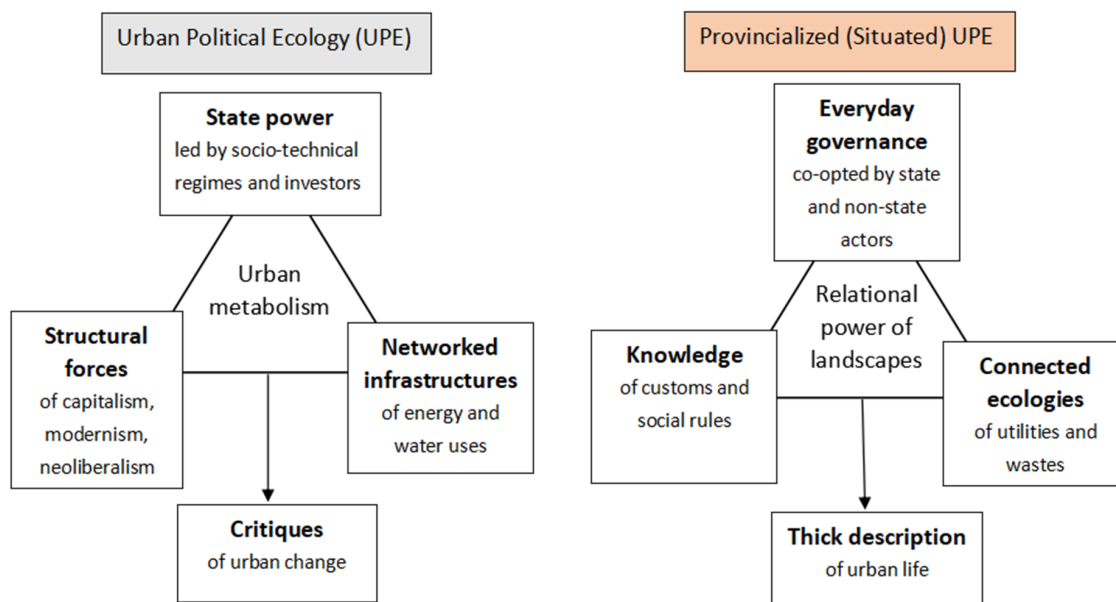 Urban Political Ecology (UPE)
State power
led by socio-technical
regimes and investors
Urban
metabolism
Structural
forces
of capitalism,
modernism,
neoliberalism
Networked
infrastructures
of energy and
water uses
Critiques
of urban change
Provincialized (Situated) UPE
Everyday
governance
co-opted by state
and non-state
actors
Relational
power of
landscapes
Knowledge
of customs and
social rules
Connected
ecologies
of utilities and
wastes
Thick description
of urban life